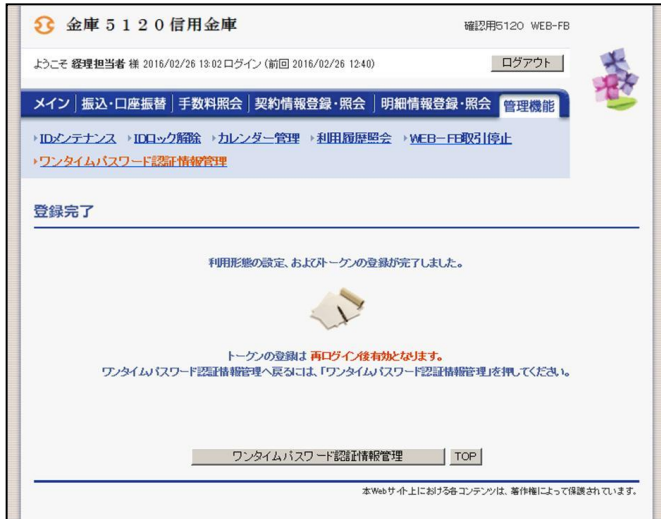 金庫５１２０信用金庫
確認用5120 WEB-FB
ようこそ 経理担当者 様 2016/02/26 13:02 ログイン (前回 2016/02/26 12:40)
ログアウト
メイン 振込・口座振替 手数料照会 契約情報登録・照会 明細情報登録・照会 管理機能
IDメンテナンス IDロック解除 カレンダー管理 利用履歴照会 WEB－FB取引停止
ワンタイムパスワード認証情報管理
登録完了
利用形態の設定、およびトークンの登録が完了しました。
トークンの登録は 再ログイン後有効となります。
ワンタイムパスワード認証情報管理へ戻るには、「ワンタイムパスワード認証情報管理」を押してください。
ワンタイムパスワード認証情報管理 TOP
本Webサイト上における各コンテンツは、著作権によって保護されています。